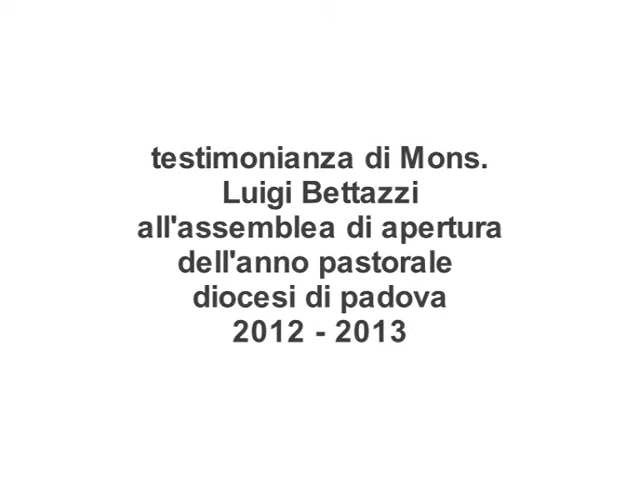 testimonianza di Mons.
Luigi Bettazzi
all'assemblea di apertura
dell'anno pastorale
diocesi di padova
2012 - 2013